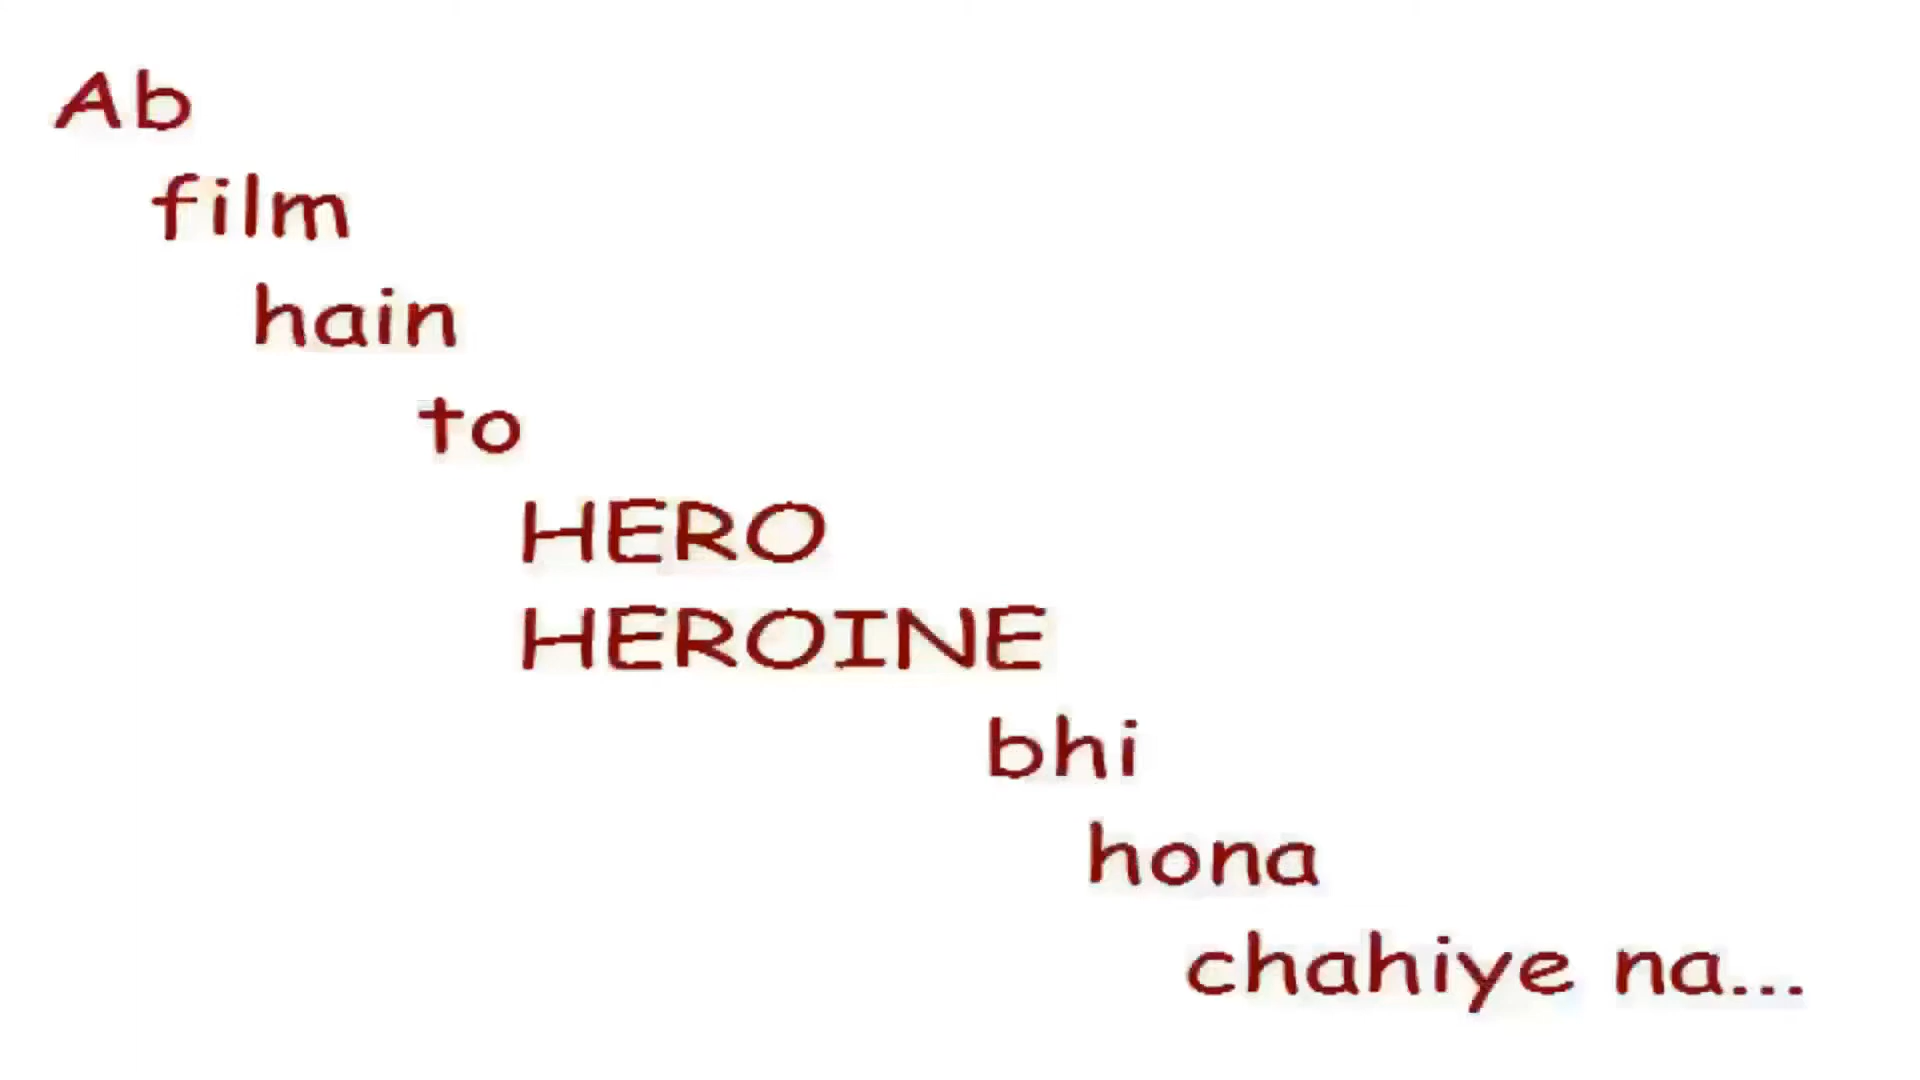 Ab
film
hain
to
HERO
HEROINE
bhi
hona
chahiye na...